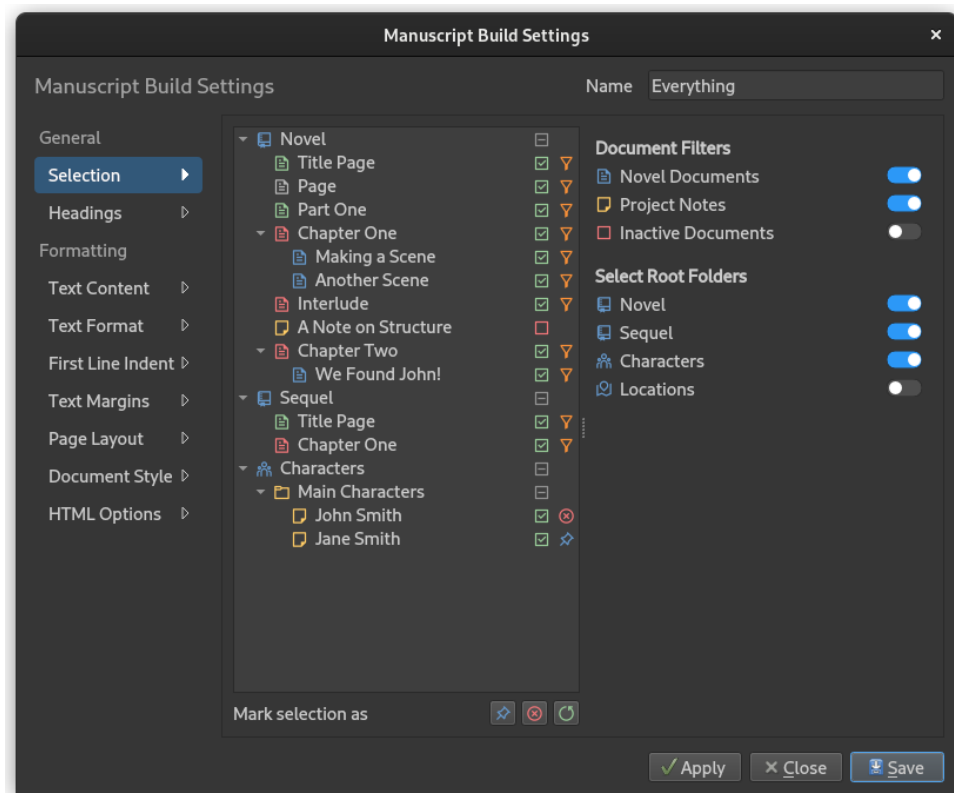 Manuscript Build Settings
Manuscript Build Settings
Name Everything
General
Selection
Headings
Formatting
Text Content
Text Format
First Line Indent
Text Margins
Page Layout
Document Style
HTML Options
Novel
Title Page
Page
Part One
Chapter One
Making a Scene
Another Scene
Interlude
A Note on Structure
Chapter Two
We Found John!
Sequel
Title Page
Chapter One
Characters
Main Characters
John Smith
Jane Smith
Mark selection as
Document Filters
Novel Documents
Project Notes
Inactive Documents
Select Root Folders
Novel
Sequel
Characters
Locations
Apply
Close
Save